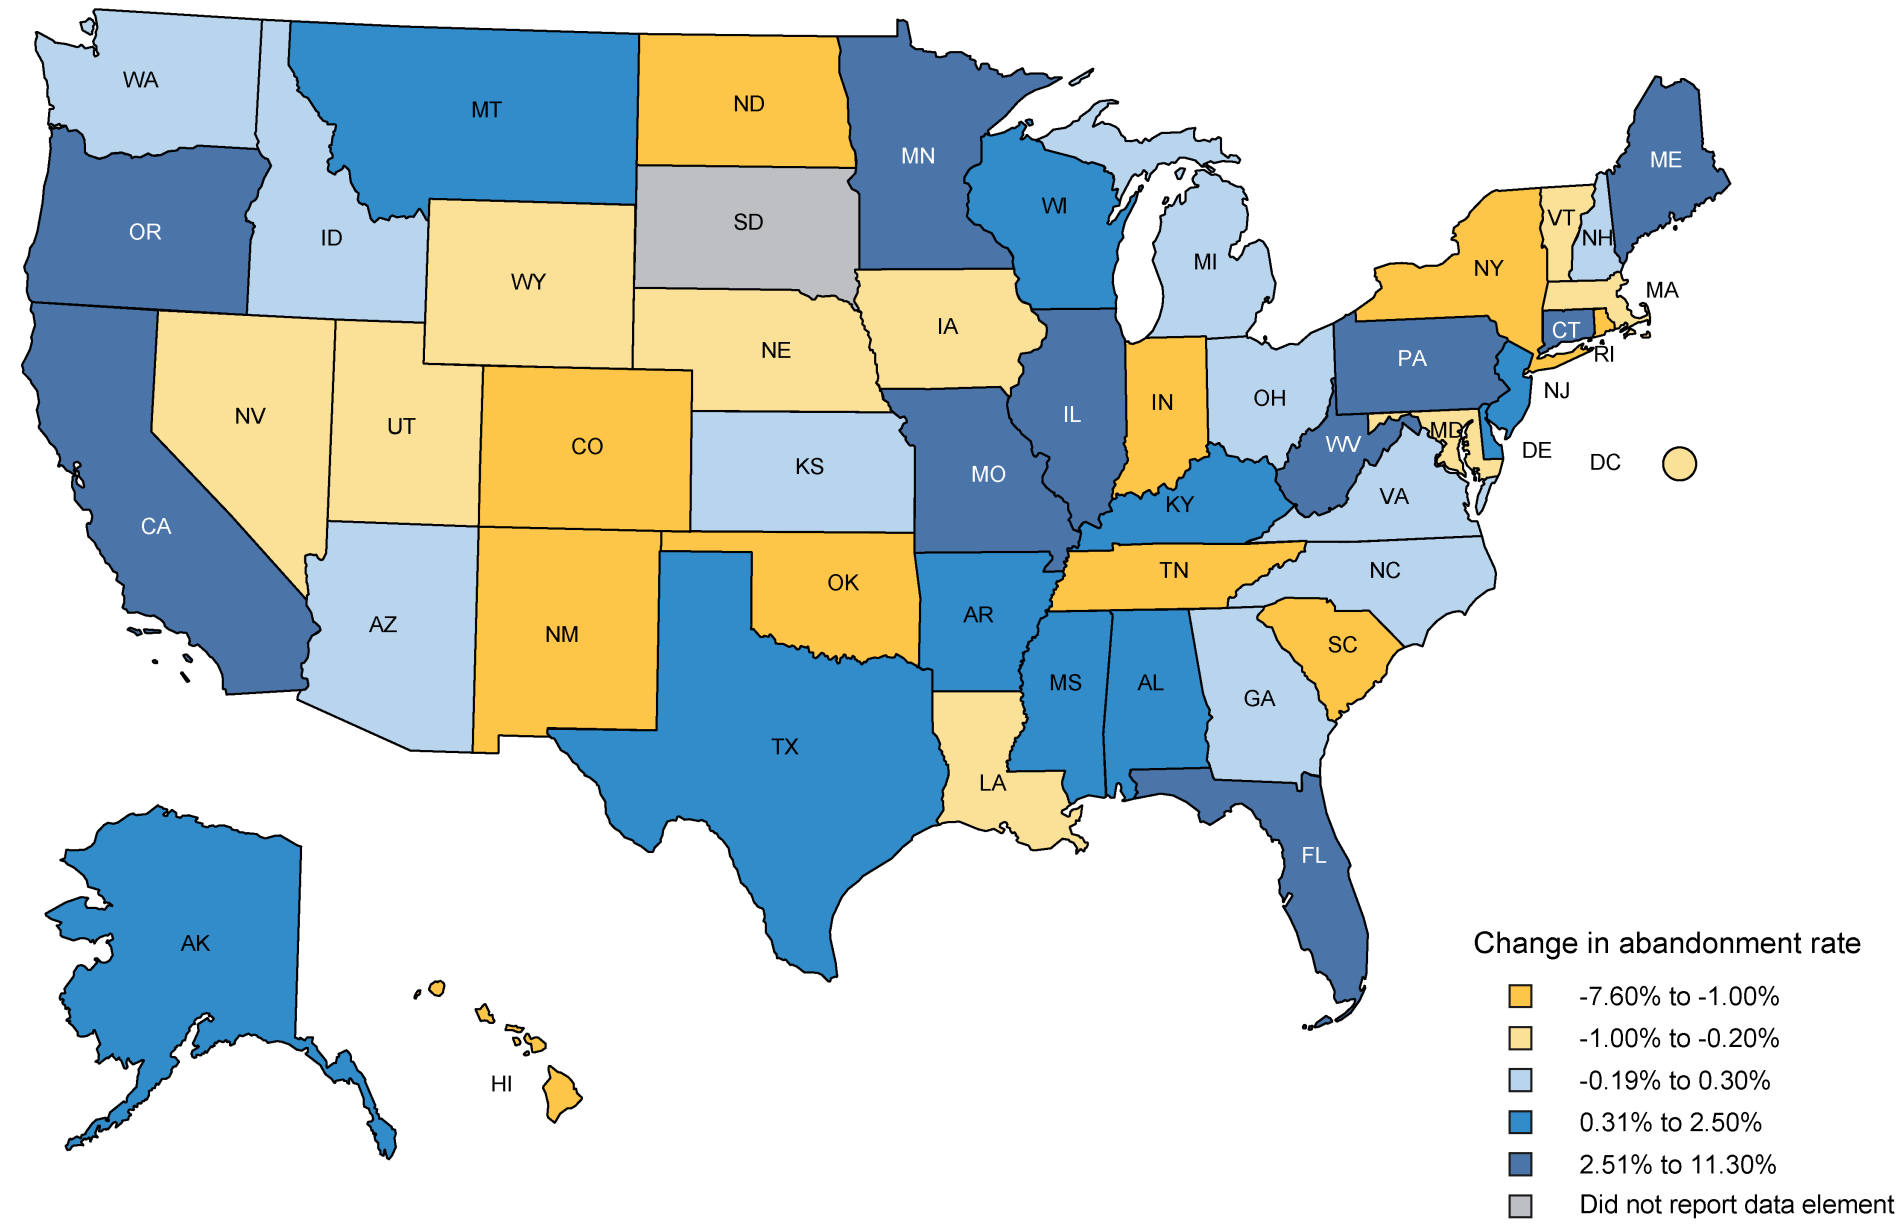 WA
MT
ND
MN
ME
OR
ID
SD
WI
VT
NH
WY
MI
NY
MA
NE
IA
CT
RI
PA
NJ
NV
UT
CO
IL
IN
OH
MD
WV
DE
DC
KS
MO
KY
VA
CA
AZ
NM
OK
AR
TN
NC
SC
MS
AL
GA
TX
LA
FL
AK
HI
Change in abandonment rate
-7.60% to -1.00%
-1.00% to -0.20%
-0.19% to 0.30%
0.31% to 2.50%
2.51% to 11.30%
Did not report data element